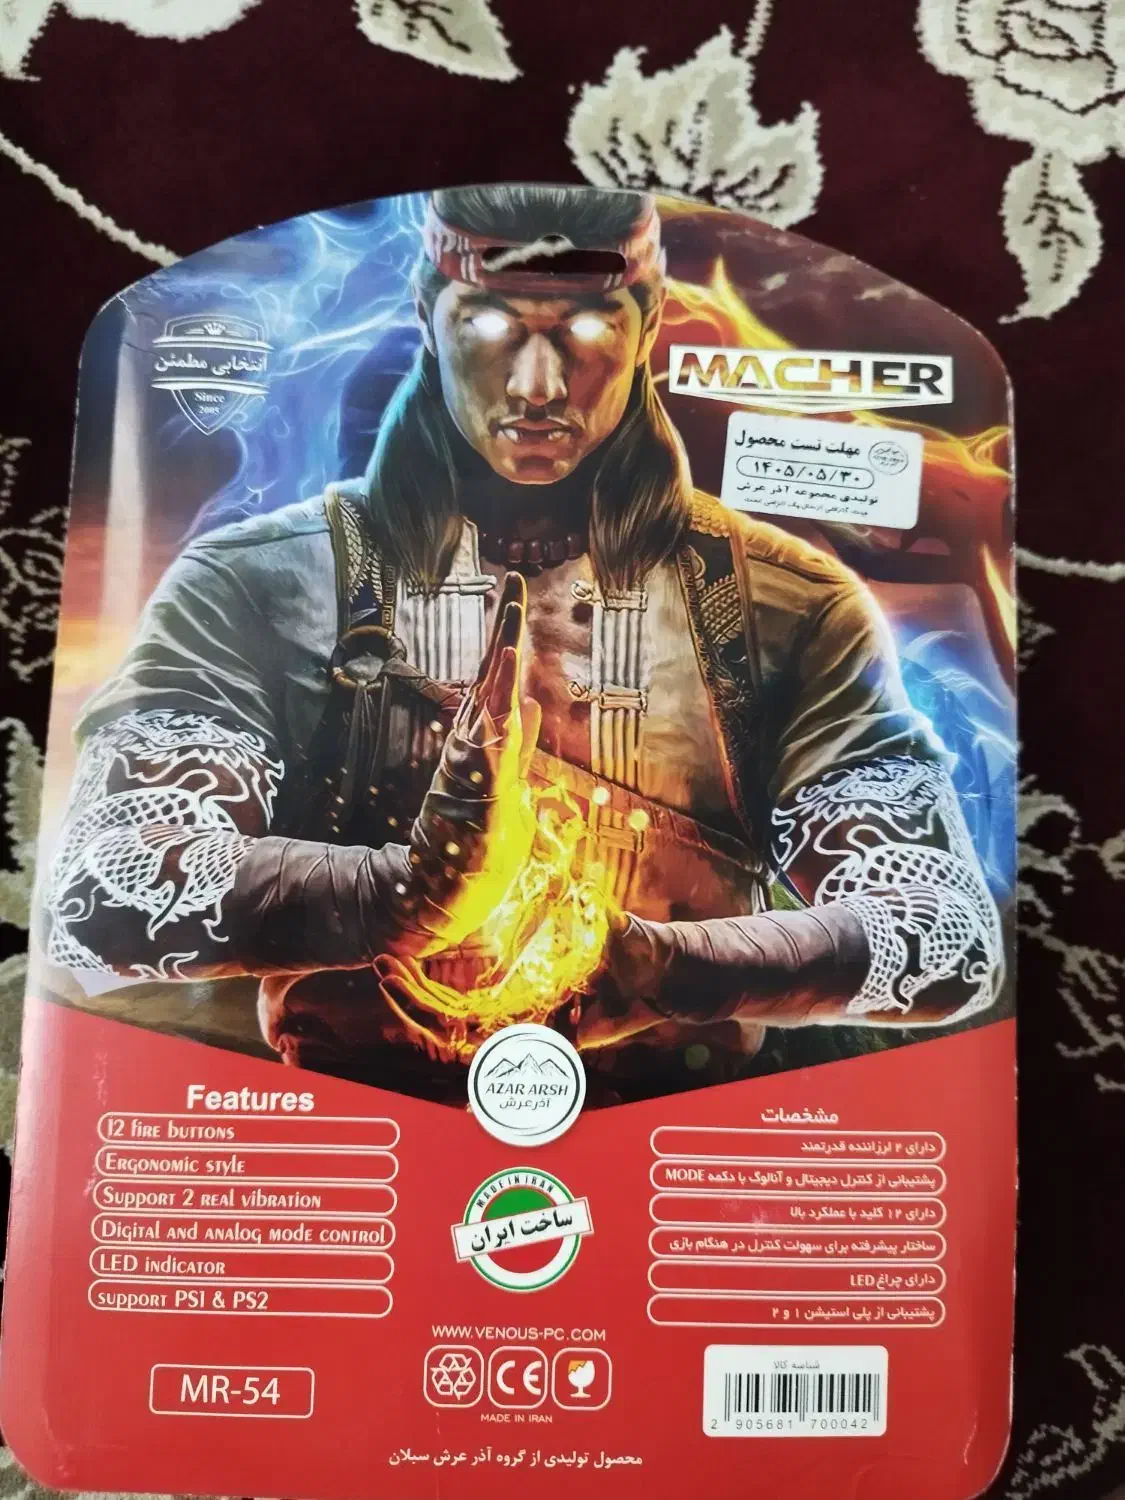 انتخابی مطمئن
Since
2005
MACHER
مهلت تست محصول
۱۴۰۵/۰۵/۳۰
تولیدی مجموعه آذر عرش
AZAR ARSH
آذر عرش
Features
12 fire buttons
Ergonomic style
Support 2 real vibration
Digital and analog mode control
LED indicator
support PS1 & PS2
MADE IN IRAN
ساخت ایران
مشخصات
دارای ۲ لرزاننده قدرتمند
پشتیبانی از کنترل دیجیتال و آنالوگ با دکمه MODE
دارای ۱۲ کلید با عملکرد بالا
ساختار پیشرفته برای سهولت کنترل در هنگام بازی
دارای چراغ LED
پشتیبانی از پلی استیشن ۱ و ۲
WWW.VENOUS-PC.COM
CE
MADE IN IRAN
MR-54
شناسه کالا
2 905681 700042
محصول تولیدی از گروه آذر عرش سبلان